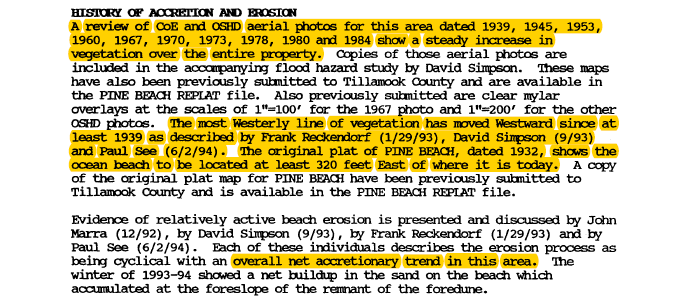 HISTORY OF ACCRETION AND EROSION
A review of CoE and OSHD aerial photos for this area dated 1939, 1945, 1953,
1960, 1967, 1970, 1973, 1978, 1980 and 1984 show a steady increase in
vegetation over the entire property. Copies of those aerial photos are
included in the accompanying flood hazard study by David Simpson. These maps
have also been previously submitted to Tillamook County and are available in
the PINE BEACH REPLAT file. Also previously submitted are clear mylar
overlays at the scales of 1"=100' for the 1967 photo and 1"=200' for the other
OSHD photos. The most Westerly line of vegetation has moved Westward since at
least 1939 as described by Frank Reckendorf (1/29/93), David Simpson (9/93)
and Paul See (6/2/94). The original plat of PINE BEACH, dated 1932, shows the
ocean beach to be located at least 320 feet East of where it is today. A copy
of the original plat map for PINE BEACH have been previously submitted to
Tillamook County and is available in the PINE BEACH REPLAT file.
Evidence of relatively active beach erosion is presented and discussed by John
Marra (12/92), by David Simpson (9/93), by Frank Reckendorf (1/29/93) and by
Paul See (6/2/94). Each of these individuals describes the erosion process as
being cyclical with an overall net accretionary trend in this area. The
winter of 1993-94 showed a net buildup in the sand on the beach which
accumulated at the foreslope of the remnant of the foredune.